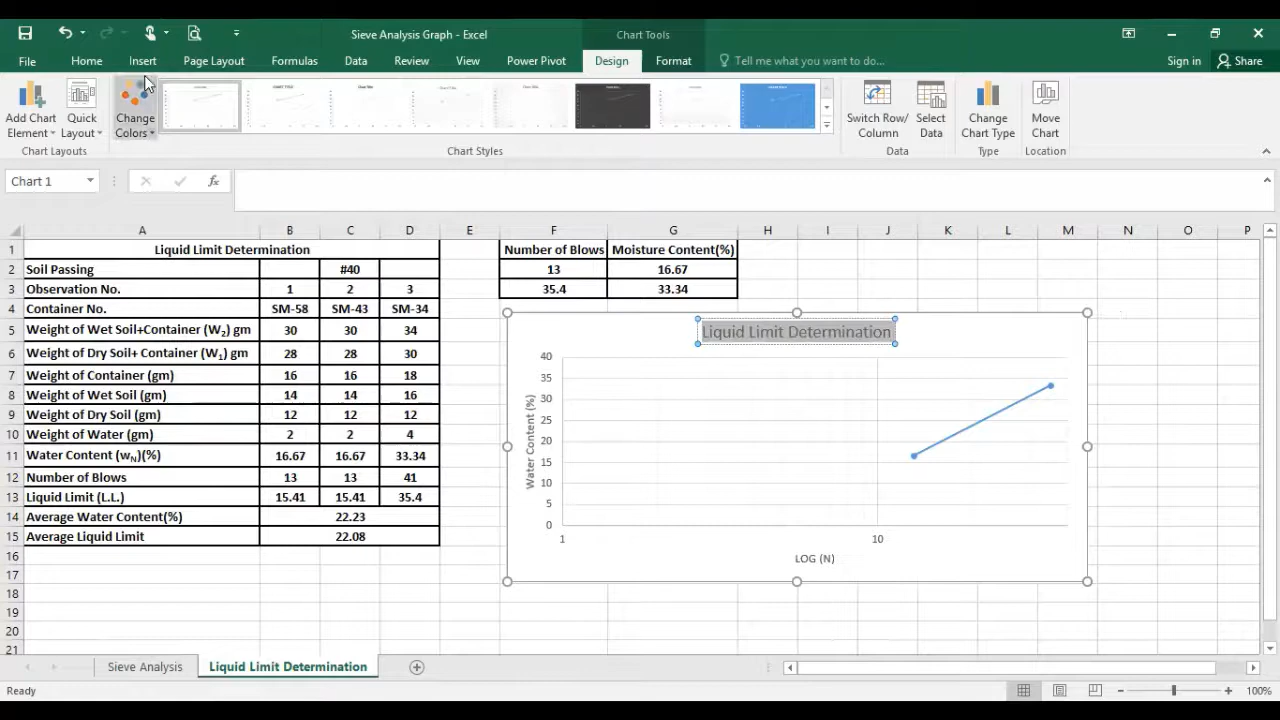 Sieve Analysis Graph - Excel
Chart Tools
File Home Insert Page Layout Formulas Data Review View Power Pivot Design Format Tell me what you want to do... Sign in Share
Add Chart Element
Quick Layout
Change Colors
Switch Row/ Column
Select Data
Change Chart Type
Move Chart
Chart Layouts Chart Styles Data Type Location
Chart 1 fx
A B C D E F G H I J K L M N O P
1 Liquid Limit Determination Number of Blows Moisture Content(%)
2 Soil Passing #40 13 16.67
3 Observation No. 1 2 3 35.4 33.34
4 Container No. SM-58 SM-43 SM-34
5 Weight of Wet Soil+Container (W2) gm 30 30 34
6 Weight of Dry Soil+ Container (W1) gm 28 28 30
7 Weight of Container (gm) 16 16 18
8 Weight of Wet Soil (gm) 14 14 16
9 Weight of Dry Soil (gm) 12 12 12
10 Weight of Water (gm) 2 2 4
11 Water Content (wN)(%) 16.67 16.67 33.34
12 Number of Blows 13 13 41
13 Liquid Limit (L.L.) 15.41 15.41 35.4
14 Average Water Content(%) 22.23
15 Average Liquid Limit 22.08
16
17
18
19
20
21
Liquid Limit Determination
Water Content (%)
40
35
30
25
20
15
10
5
0
1 10
LOG (N)
Sieve Analysis Liquid Limit Determination
Ready 100%